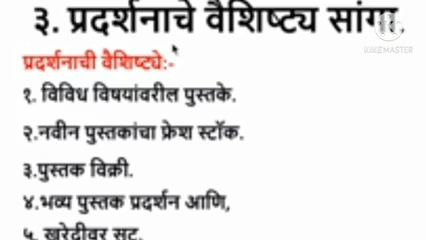 ३. प्रदर्शनाचे वैशिष्ट्य सांगा.
प्रदर्शनाची वैशिष्ट्ये:-
१. विविध विषयांवरील पुस्तके.
२.नवीन पुस्तकांचा फ्रेश स्टॉक.
३.पुस्तक विक्री.
४.भव्य पुस्तक प्रदर्शन आणि,
५. खरेदीवर सूट.
KINEMASTER